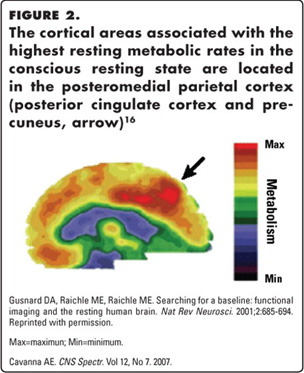 FIGURE 2.
The cortical areas associated with the
highest resting metabolic rates in the
conscious resting state are located
in the posteromedial parietal cortex
(posterior cingulate cortex and pre-
cuneus, arrow)16
Max
Metabolism
Min
Gusnard DA, Raichle ME, Raichle ME. Searching for a baseline: functional
imaging and the resting human brain. Nat Rev Neurosci. 2001;2:685-694.
Reprinted with permission.
Max=maximun; Min=minimum.
Cavanna AE. CNS Spectr. Vol 12, No 7. 2007.